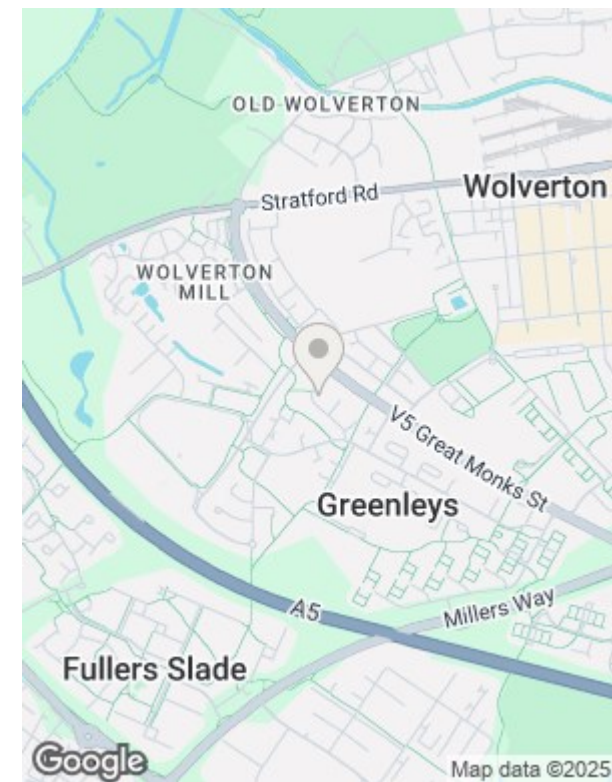 OLD WOLVERTON
Wolverton
Stratford Rd
WOLVERTON
MILL
V5 Great Monks St
Greenleys
A5
Millers Way
Fullers Slade
Google
Map data ©2025